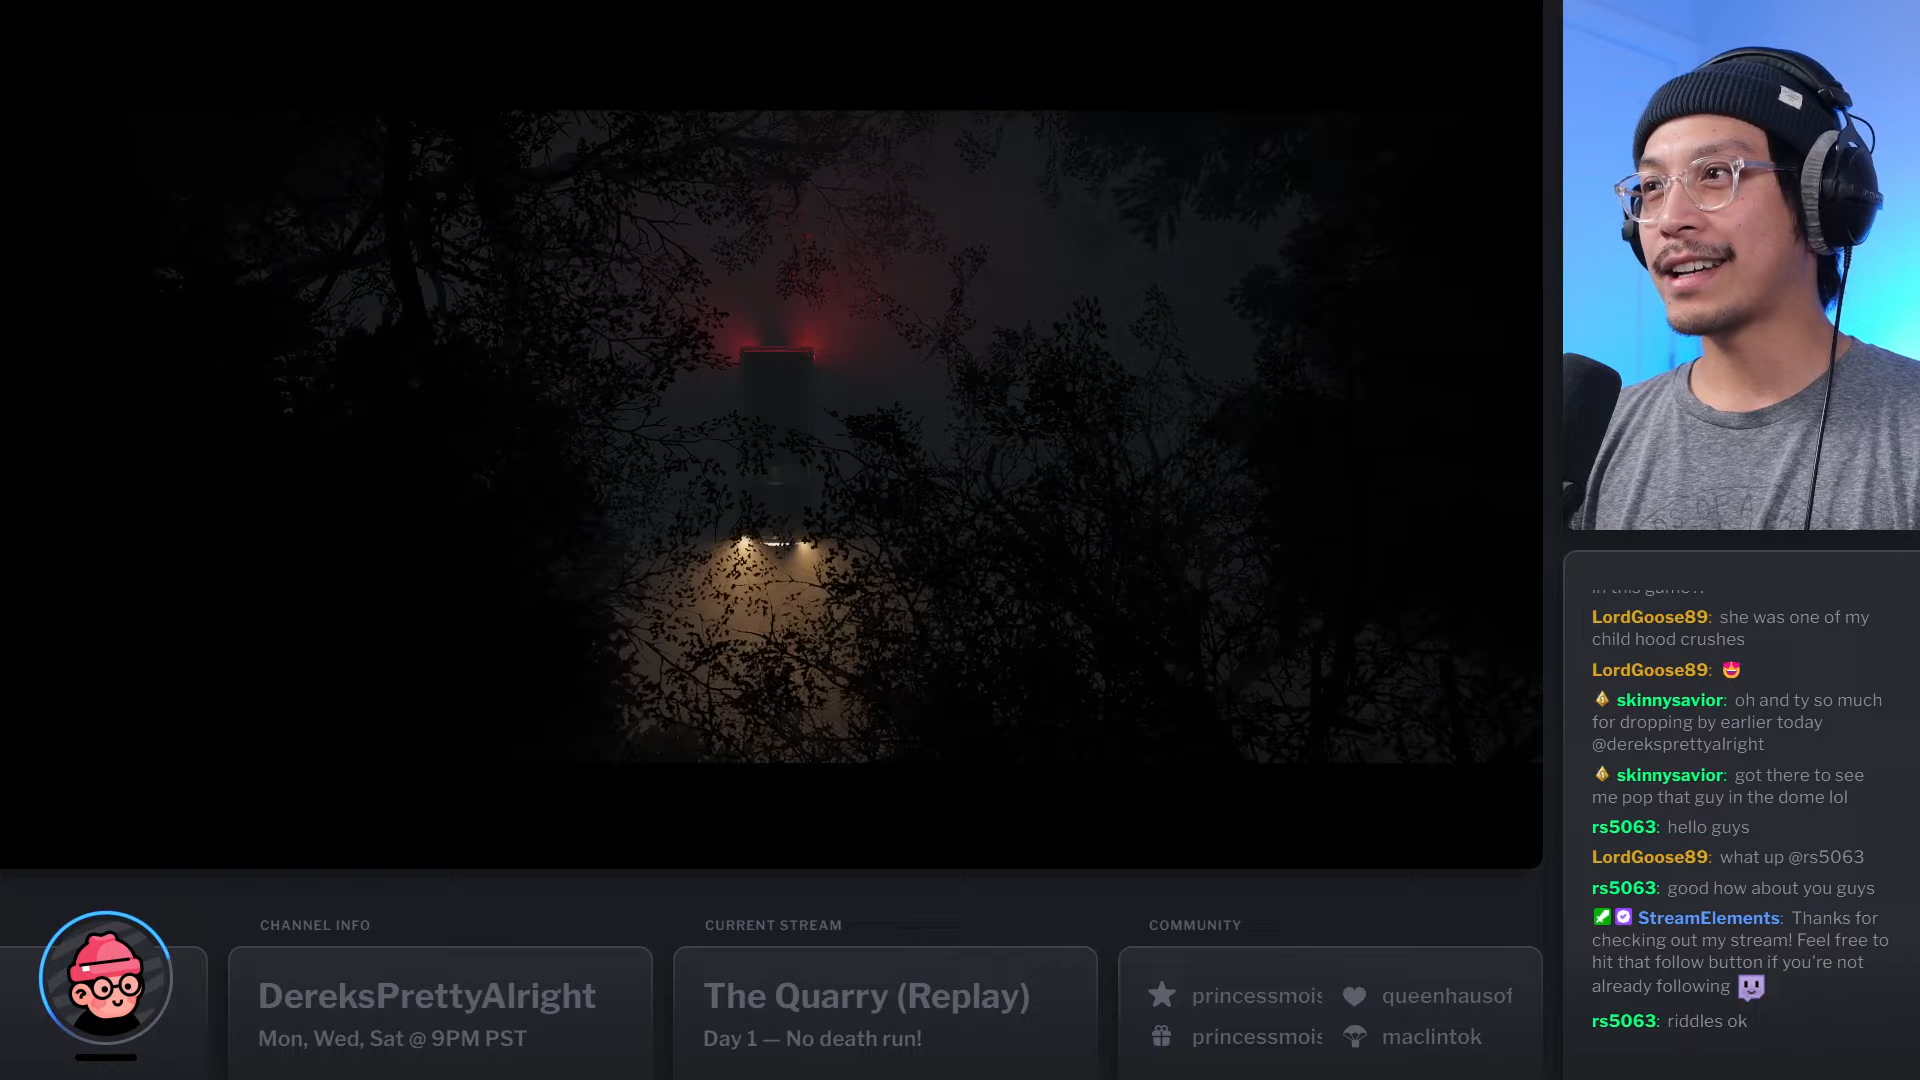 LordGoose89: she was one of my
child hood crushes
LordGoose89:
skinnysavior: oh and ty so much
for dropping by earlier today
@dereksprettyalright
skinnysavior: got there to see
me pop that guy in the dome lol
rs5063: hello guys
LordGoose89: what up @rs5063
rs5063: good how about you guys
StreamElements: Thanks for
checking out my stream! Feel free to
hit that follow button if you're not
already following
rs5063: riddles ok
CHANNEL INFO
DereksPrettyAlright
Mon, Wed, Sat @ 9PM PST
CURRENT STREAM
The Quarry (Replay)
Day 1 — No death run!
COMMUNITY
princessmois queenhausof
princessmois maclintok